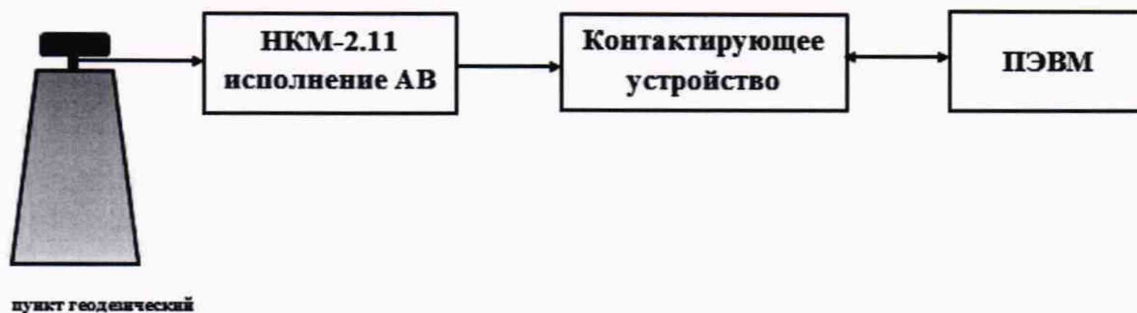 НКМ-2.11
исполнение АВ
Контактирующее
устройство
ПЭВМ
пункт геодезический